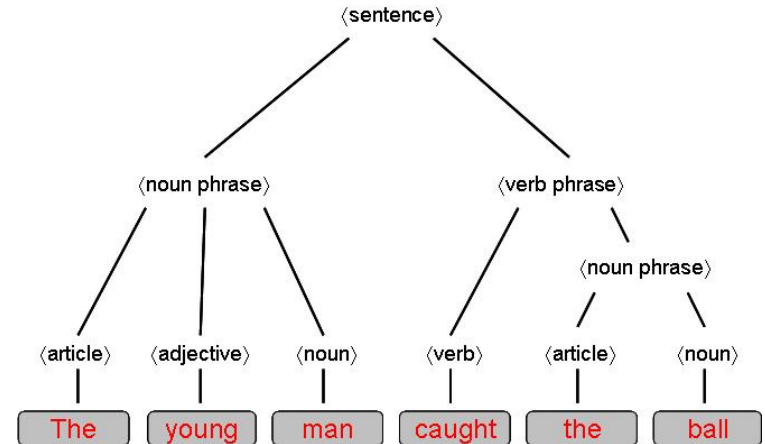 ⟨sentence⟩
⟨noun phrase⟩ ⟨verb phrase⟩
⟨noun phrase⟩
⟨article⟩ ⟨adjective⟩ ⟨noun⟩ ⟨verb⟩ ⟨article⟩ ⟨noun⟩
The young man caught the ball